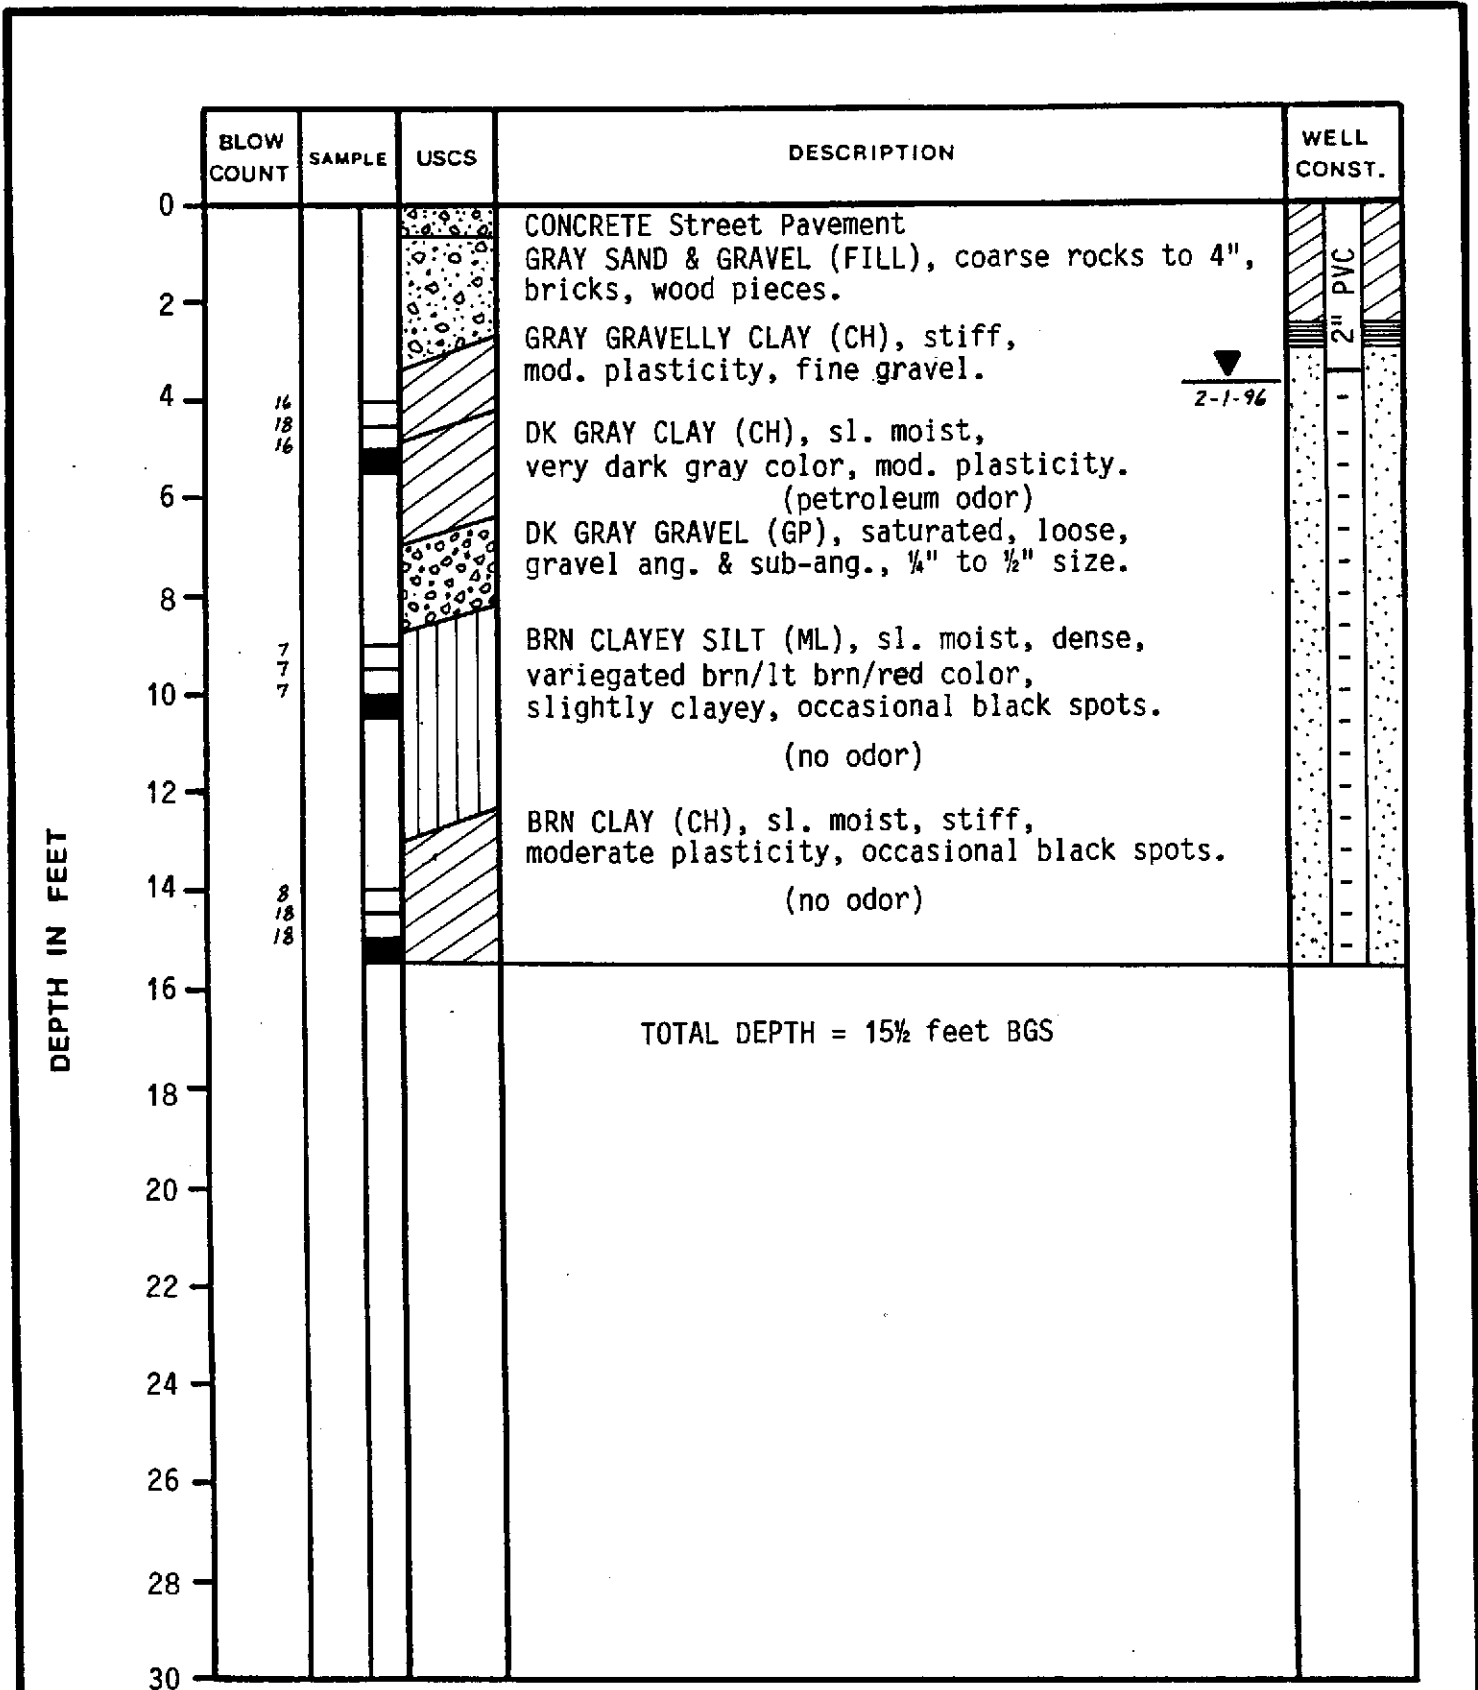 BLOW
COUNT
SAMPLE
USCS
DESCRIPTION
WELL
CONST.
DEPTH IN FEET
0
2
4
6
8
10
12
14
16
18
20
22
24
26
28
30
16
18
16
7
7
7
8
18
18
CONCRETE Street Pavement
GRAY SAND & GRAVEL (FILL), coarse rocks to 4",
bricks, wood pieces.
GRAY GRAVELLY CLAY (CH), stiff,
mod. plasticity, fine gravel.
2-1-96
DK GRAY CLAY (CH), sl. moist,
very dark gray color, mod. plasticity.
(petroleum odor)
DK GRAY GRAVEL (GP), saturated, loose,
gravel ang. & sub-ang., ¼" to ½" size.
BRN CLAYEY SILT (ML), sl. moist, dense,
variegated brn/lt brn/red color,
slightly clayey, occasional black spots.
(no odor)
BRN CLAY (CH), sl. moist, stiff,
moderate plasticity, occasional black spots.
(no odor)
TOTAL DEPTH = 15½ feet BGS
2" PVC